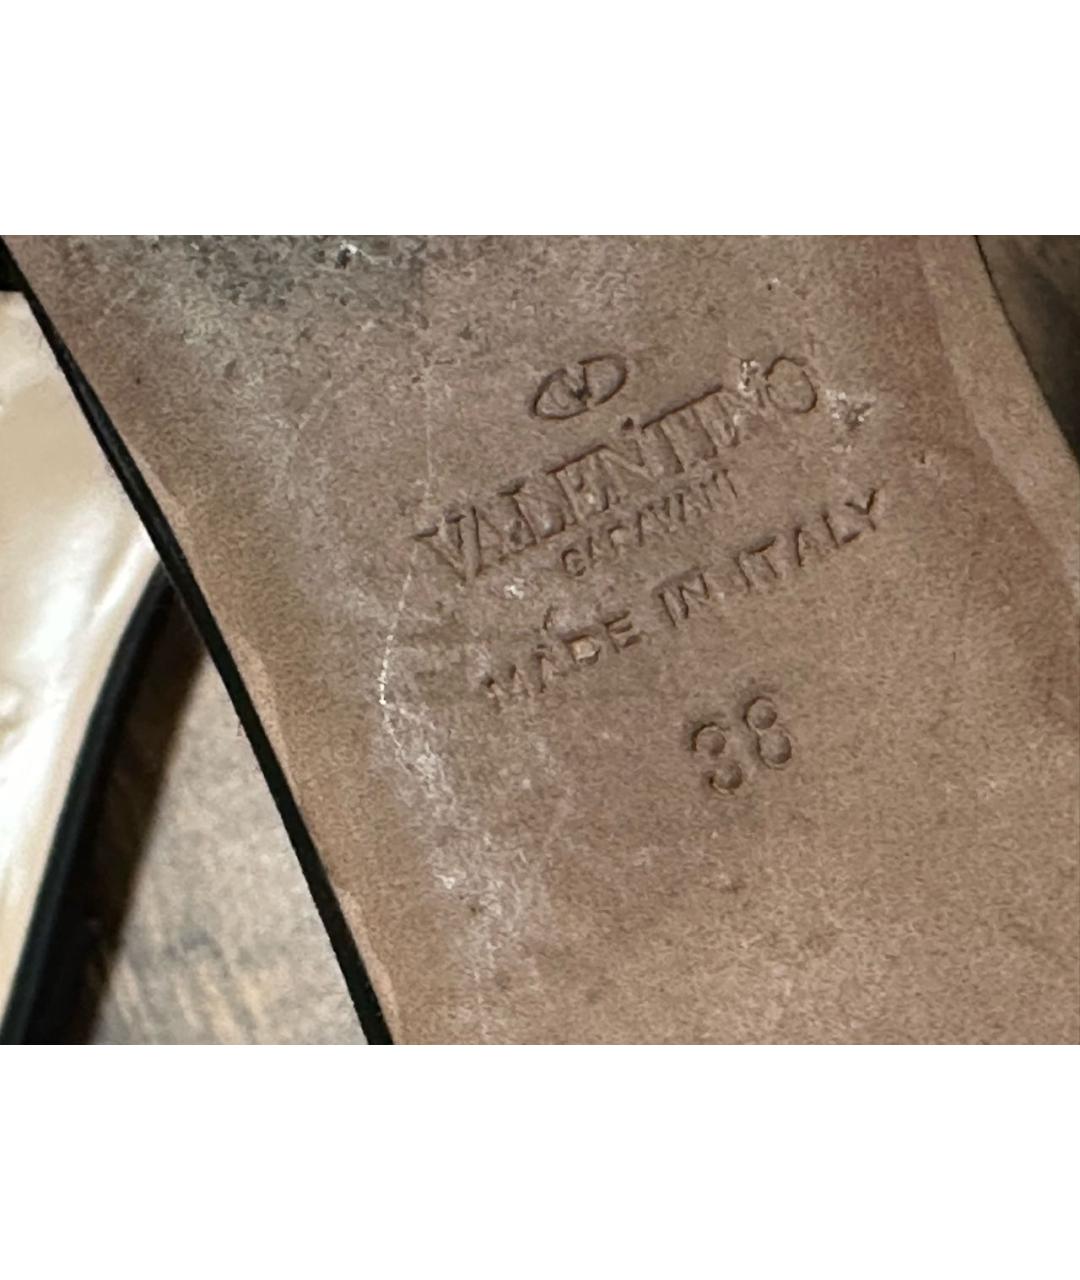 VALENTINO
GARAVANI
MADE IN ITALY
38